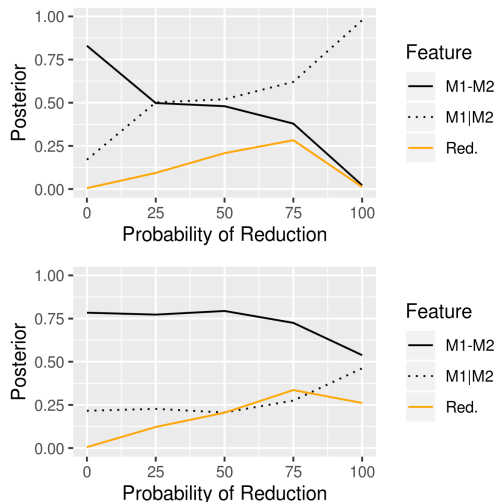 1.00
0.75
0.50
0.25
0.00
Posterior
0 25 50 75 100
Probability of Reduction
Feature
M1-M2
M1|M2
Red.
1.00
0.75
0.50
0.25
0.00
Posterior
0 25 50 75 100
Probability of Reduction
Feature
M1-M2
M1|M2
Red.